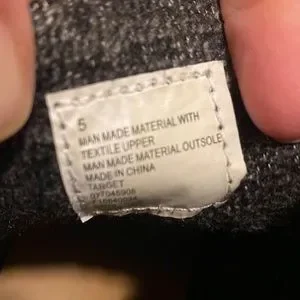 5
MAN MADE MATERIAL WITH
TEXTILE UPPER
MAN MADE MATERIAL OUTSOLE
MADE IN CHINA
TARGET